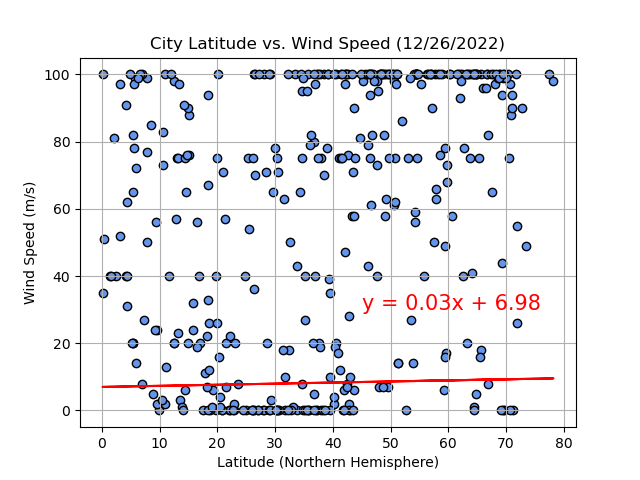 City Latitude vs. Wind Speed (12/26/2022)
100
80
60
40
20
0
Wind Speed (m/s)
y = 0.03x + 6.98
0 10 20 30 40 50 60 70 80
Latitude (Northern Hemisphere)